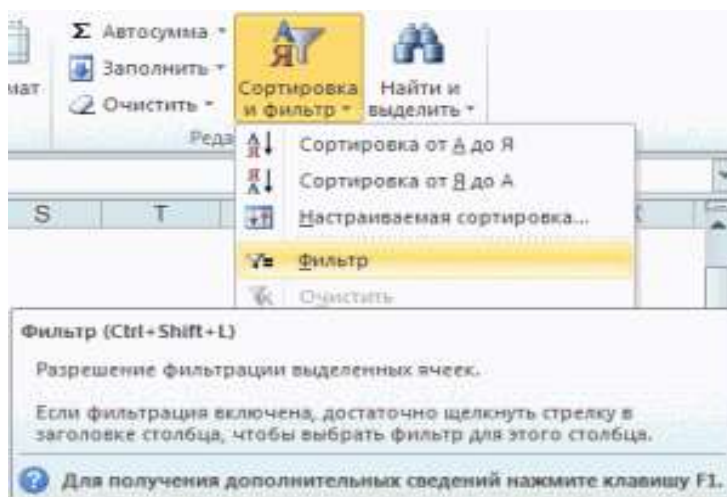 Σ Автосумма
Заполнить
Очистить
мат
Сортировка и фильтр
Найти и выделить
Реда
Сортировка от А до Я
Сортировка от Я до А
Настраиваемая сортировка...
S T
Фильтр
Очистить
Фильтр (Ctrl+Shift+L)
Разрешение фильтрации выделенных ячеек.
Если фильтрация включена, достаточно щелкнуть стрелку в
заголовке столбца, чтобы выбрать фильтр для этого столбца.
Для получения дополнительных сведений нажмите клавишу F1.